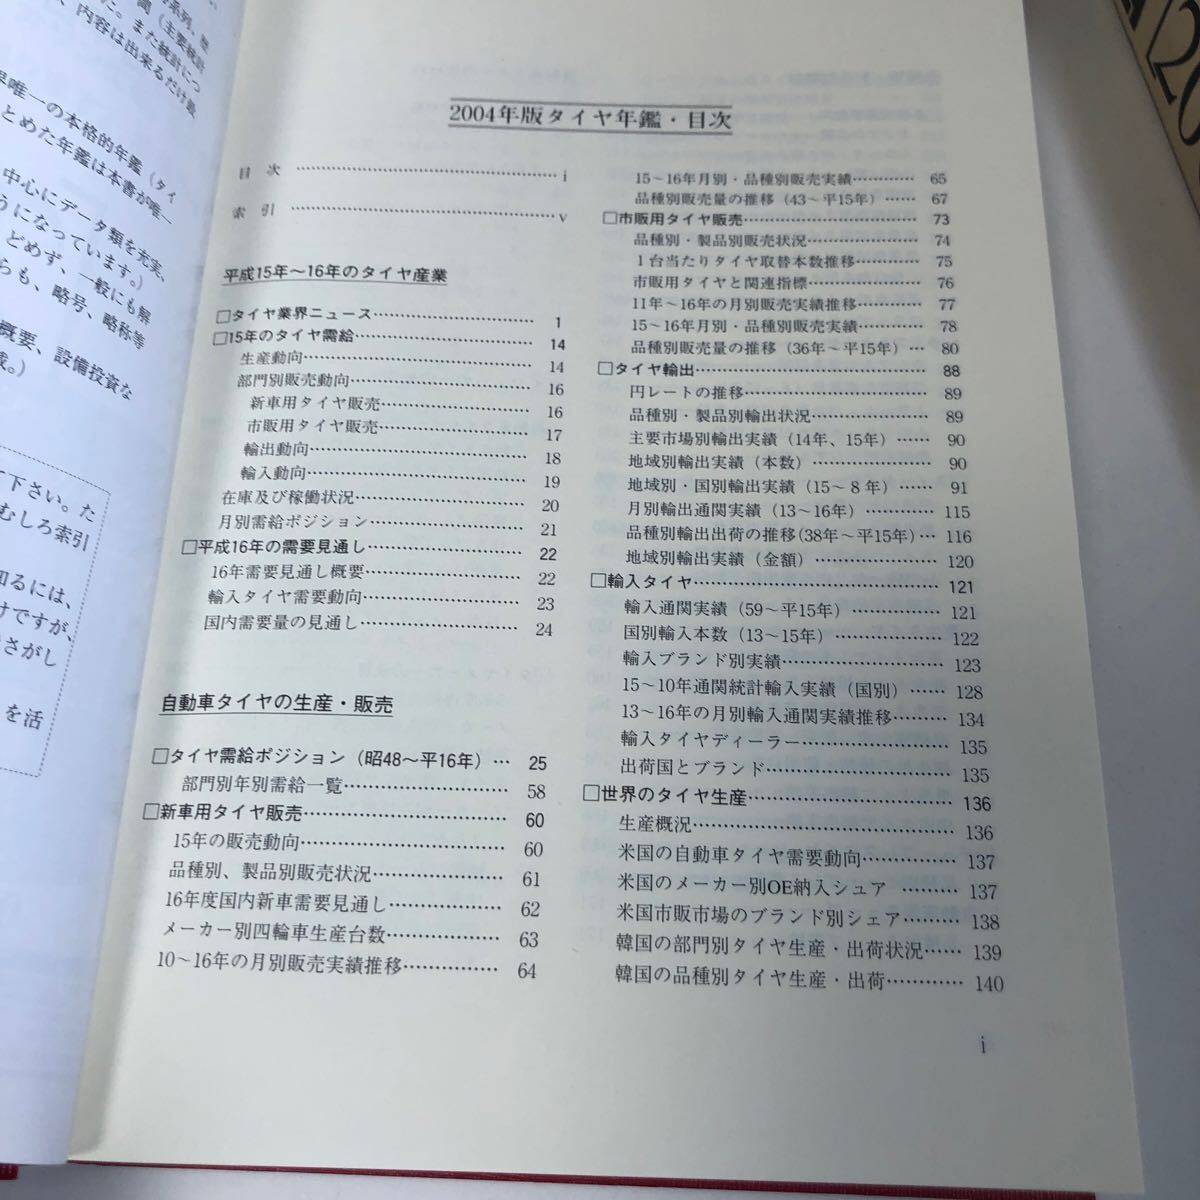 2004年版タイヤ年鑑・目次
目次 i
索引 v
平成15年～16年のタイヤ産業
□タイヤ業界ニュース 1
□15年のタイヤ需給 14
生産動向 14
部門別販売動向 16
新車用タイヤ販売 16
市販用タイヤ販売 17
輸出動向 18
輸入動向 19
在庫及び稼働状況 20
月別需給ポジション 21
□平成16年の需要見通し 22
16年需要見通し概要 22
輸入タイヤ需要動向 23
国内需要量の見通し 24
自動車タイヤの生産・販売
□タイヤ需給ポジション（昭48～平16年） 25
部門別年別需給一覧 58
□新車用タイヤ販売 60
15年の販売動向 60
品種別、製品別販売状況 61
16年度国内新車需要見通し 62
メーカー別四輪車生産台数 63
10～16年の月別販売実績推移 64
15～16年月別・品種別販売実績 65
品種別販売量の推移（43～平15年） 67
□市販用タイヤ販売 73
品種別・製品別販売状況 74
1台当たりタイヤ取替本数推移 75
市販用タイヤと関連指標 76
11年～16年の月別販売実績推移 77
15～16年月別・品種別販売実績 78
品種別販売量の推移（36年～平15年） 80
□タイヤ輸出 88
円レートの推移 89
品種別・製品別輸出状況 89
主要市場別輸出実績（14年、15年） 90
地域別輸出実績（本数） 90
地域別・国別輸出実績（15～8年） 91
月別輸出通関実績（13～16年） 115
品種別輸出出荷の推移（38年～平15年） 116
地域別輸出実績（金額） 120
□輸入タイヤ 121
輸入通関実績（59～平15年） 121
国別輸入本数（13～15年） 122
輸入ブランド別実績 123
15～10年通関統計輸入実績（国別） 128
13～16年の月別輸入通関実績推移 134
輸入タイヤディーラー 135
出荷国とブランド 135
□世界のタイヤ生産 136
生産概況 136
米国の自動車タイヤ需要動向 137
米国のメーカー別OE納入シュア 137
米国市販市場のブランド別シェア 138
韓国の部門別タイヤ生産・出荷状況 139
韓国の品種別タイヤ生産・出荷 140
i